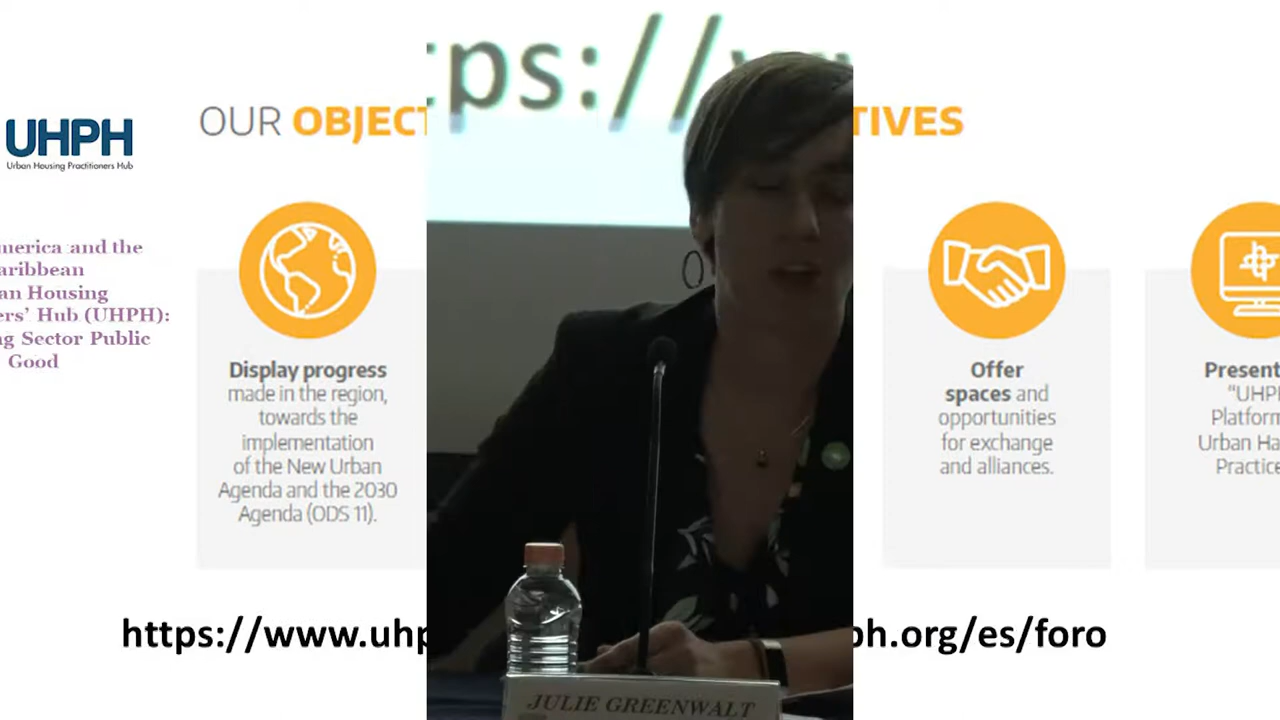 tps://
UHPH
Urban Housing Practitioners Hub
OUR OBJECT
TIVES
merica and the
aribbean
an Housing
ers' Hub (UHPH):
ng Sector Public
Good
Display progress
made in the region,
towards the
implementation
of the New Urban
Agenda and the 2030
Agenda (ODS 11).
Offer
spaces and
opportunities
for exchange
and alliances.
Present
"UHP
Platform
Urban Ha
Practice
https://www.uhp
ph.org/es/foro
JULIE GREENWALT